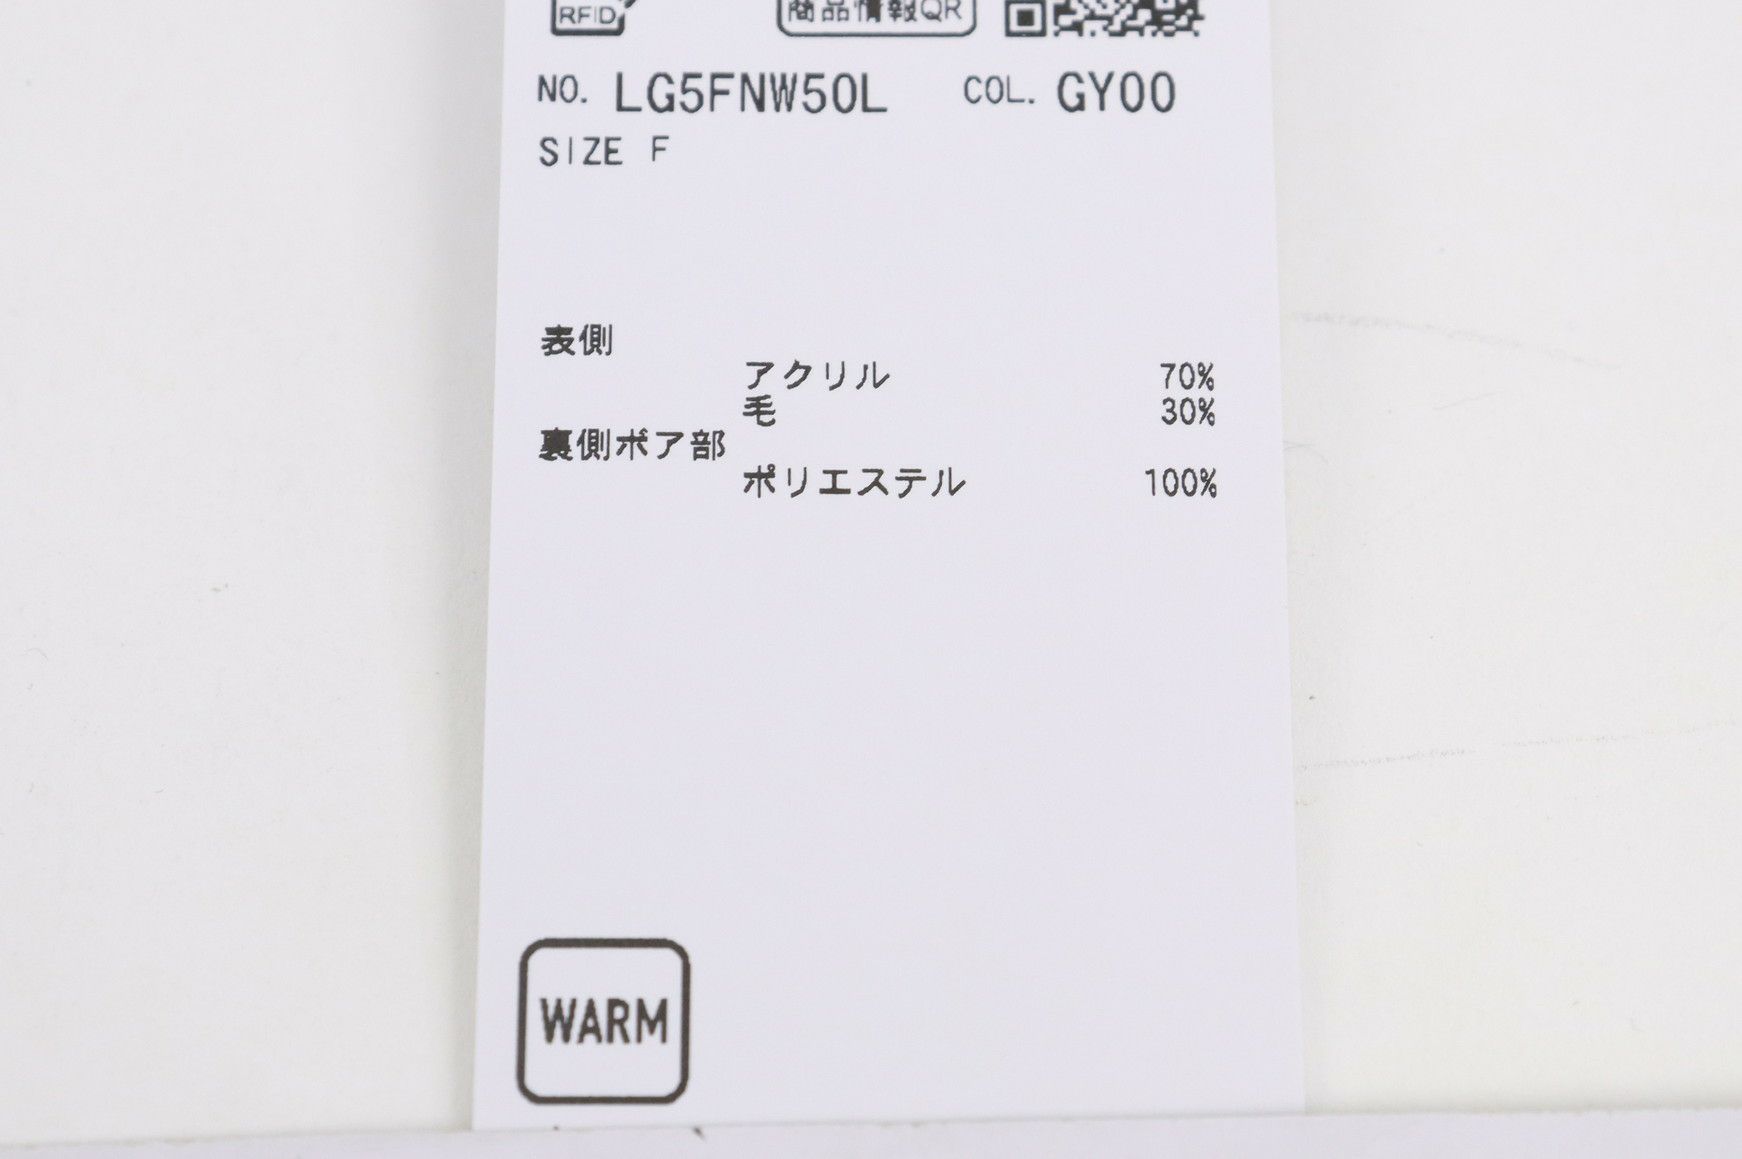 RFID 商品情報QR
NO. LG5FNW50L COL. GY00
SIZE F
表側
アクリル 70%
毛 30%
裏側ボア部
ポリエステル 100%
WARM